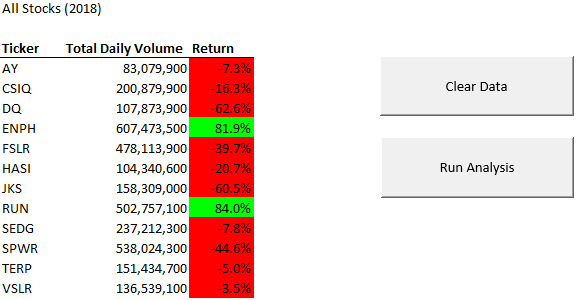 All Stocks (2018)
Ticker Total Daily Volume Return
AY 83,079,900 -7.3%
CSIQ 200,879,900 -16.3%
DQ 107,873,900 -62.6%
ENPH 607,473,500 81.9%
FSLR 478,113,900 -39.7%
HASI 104,340,600 -20.7%
JKS 158,309,000 -60.5%
RUN 502,757,100 84.0%
SEDG 237,212,300 -7.8%
SPWR 538,024,300 -44.6%
TERP 151,434,700 -5.0%
VSLR 136,539,100 -3.5%
Clear Data
Run Analysis